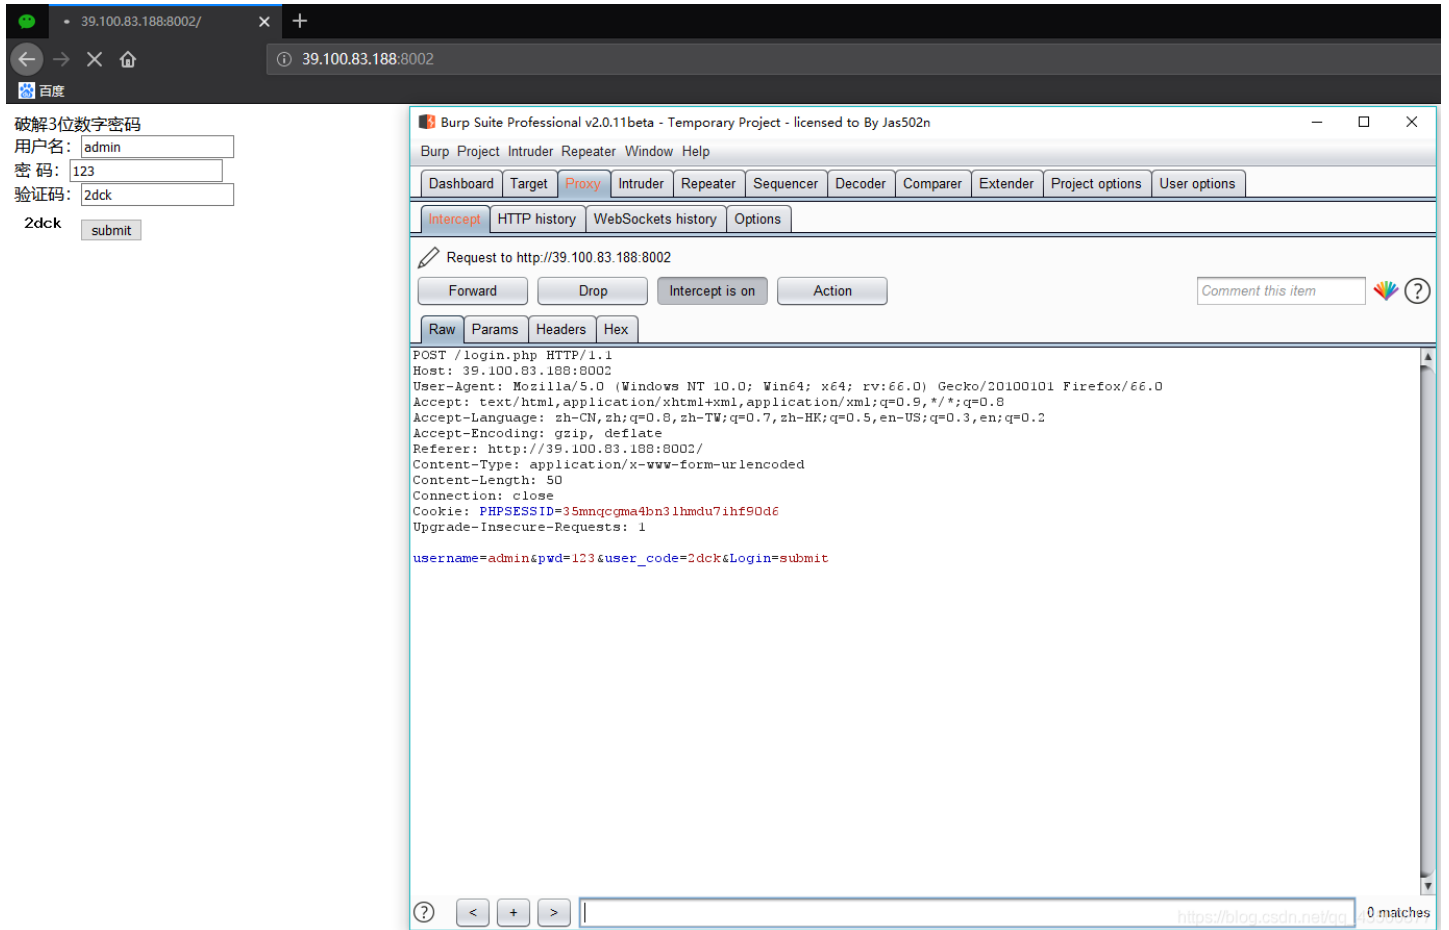 39.100.83.188:8002/
39.100.83.188:8002
百度
破解3位数字密码
用户名: admin
密 码: 123
验证码: 2dck
2dck submit
Burp Suite Professional v2.0.11beta - Temporary Project - licensed to By Jas502n
Burp Project Intruder Repeater Window Help
Dashboard Target Proxy Intruder Repeater Sequencer Decoder Comparer Extender Project options User options
Intercept HTTP history WebSockets history Options
Request to http://39.100.83.188:8002
Forward Drop Intercept is on Action Comment this item
Raw Params Headers Hex
POST /login.php HTTP/1.1
Host: 39.100.83.188:8002
User-Agent: Mozilla/5.0 (Windows NT 10.0; Win64; x64; rv:66.0) Gecko/20100101 Firefox/66.0
Accept: text/html,application/xhtml+xml,application/xml;q=0.9,*/*;q=0.8
Accept-Language: zh-CN,zh;q=0.8,zh-TW;q=0.7,zh-HK;q=0.5,en-US;q=0.3,en;q=0.2
Accept-Encoding: gzip, deflate
Referer: http://39.100.83.188:8002/
Content-Type: application/x-www-form-urlencoded
Content-Length: 50
Connection: close
Cookie: PHPSESSID=35mnqcgma4bn31hmdu7ihf90d6
Upgrade-Insecure-Requests: 1
username=admin&pwd=123&user_code=2dck&Login=submit
< + > 0 matches